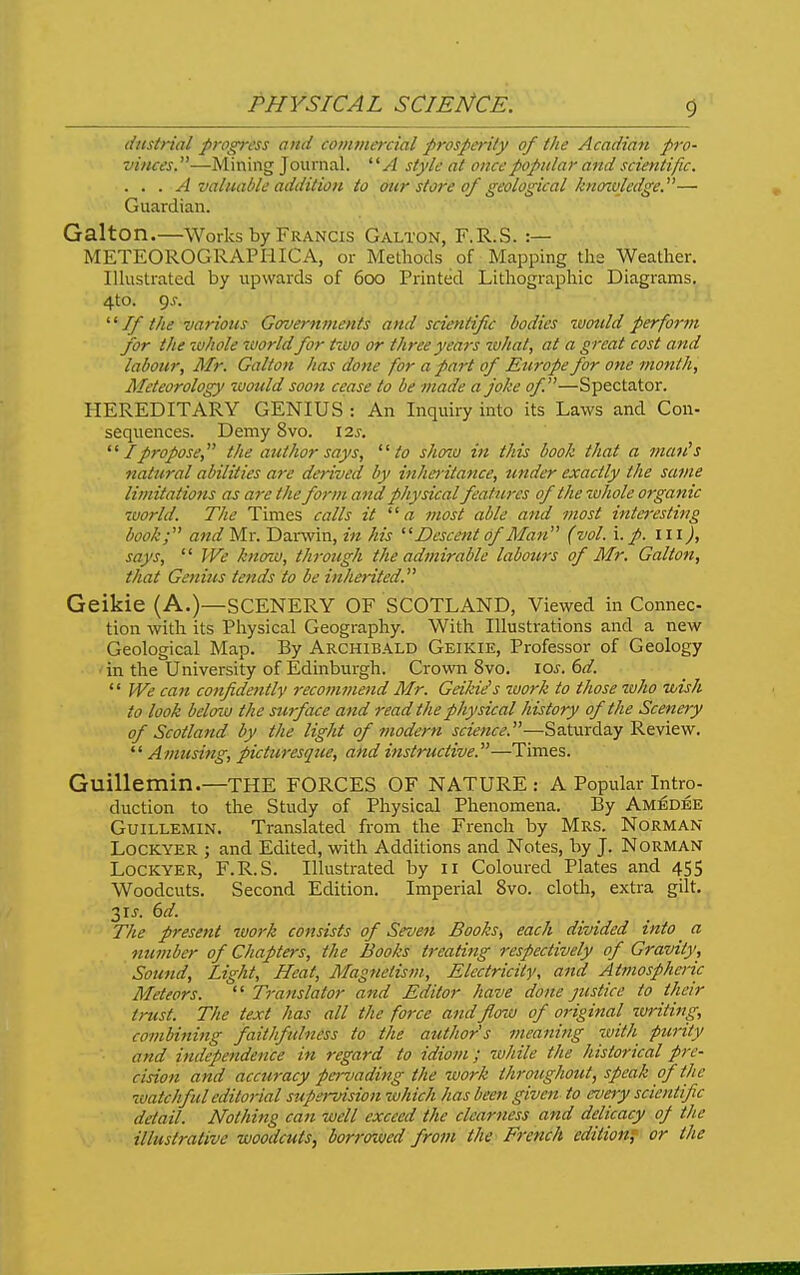 PHYSICAL SCIENCE. 9
dustrial progress and commercial prosperity of the Acadian pro-
vinces."—Mining Journal. "A style at once popular and scientific.
. . . A valuable addition to our store of geological knowledge."—
Guardian.
Galton.—Works by FRANCIS GALTON, F.R.S. :—
METEOROGRAPHICA, or Methods of Mapping the Weather.
Illustrated by upwards of 600 Printed Lithographic Diagrams.
4to. 9s.
"If the various Governments and scientific bodies would perform
for the whole world for two or three years what, at a great cost and
labour, Mr. Galton has done for a part of Europe for one month,
Meteorology would soon cease to be made a joke of."—Spectator.
HEREDITARY GENIUS : An Inquiry into its Laws and Con-
sequences. Demy 8vo. 12s.
"I propose," the author says, "to show in this book that a man's
natural abilities are derived by inheritance, under exactly the same
limitations as are the form and physical features of the whole organic
world. The Times calls it "a most able and most interesting
book;" and Mr. Darwin, in his "Descent of Man" (vol. i. p. 111),
says, " We know, through the admirable labours of Mr. Galton,
that Genius tends to be inherited."
Geikie (A.)—SCENERY OF SCOTLAND, Viewed in Connec-
tion with its Physical Geography. With Illustrations and a new
Geological Map. By ARCHIBALD GEIKIE, Professor of Geology
in the University of Edinburgh. Crown 8vo. 10s. 6d.
" We can confidently recommend Mr. Geikie's work to those who wish
to look below the surface and read the physical history of the Scenery
of Scotland by the light of modern science."—Saturday Review.
" Amusing, picturesque, and instructive."—Times.
Guillemin.—THE FORCES OF NATURE : A Popular Intro-
duction to the Study of Physical Phenomena. By AMÉDÉE
GUILLEMIN. Translated from the French by MRS. NORMAN
LOCKYER ; and Edited, with Additions and Notes, by J. NORMAN
LOCKYER, F.R.S. Illustrated by 11 Coloured Plates and 455
Woodcuts. Second Edition. Imperial 8vo. cloth, extra gilt.
31s. 6d.
The present work consists of Seven Books, each divided into a
number of Chapters, the Books treating respectively of Gravity,
Sound, Light, Heat, Magnetism, Electricity, and Atmospheric
Meteors. " Translator and Editor have done justice to their
trust. The text has all the force and flow of original writing,
combining faithfulness to the author's meaning with purity
and independence in regard to idiom ; while the historical pre-
cision and accuracy pervading the work throughout, speak of the
watchful editorial supervision which has been given to every scientific
detail. Nothing can well exceed the clearness and delicacy of the
illustrative woodcuts, borrowed from the French edition, or the